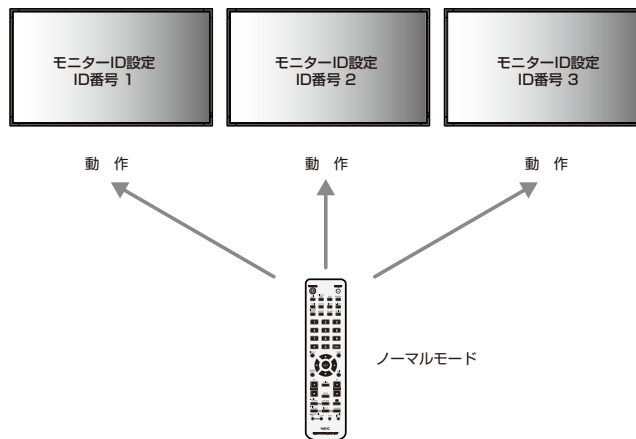 モニターID設定
ID番号 1
モニターID設定
ID番号 2
モニターID設定
ID番号 3
動 作
動 作
動 作
ノーマルモード
NEC